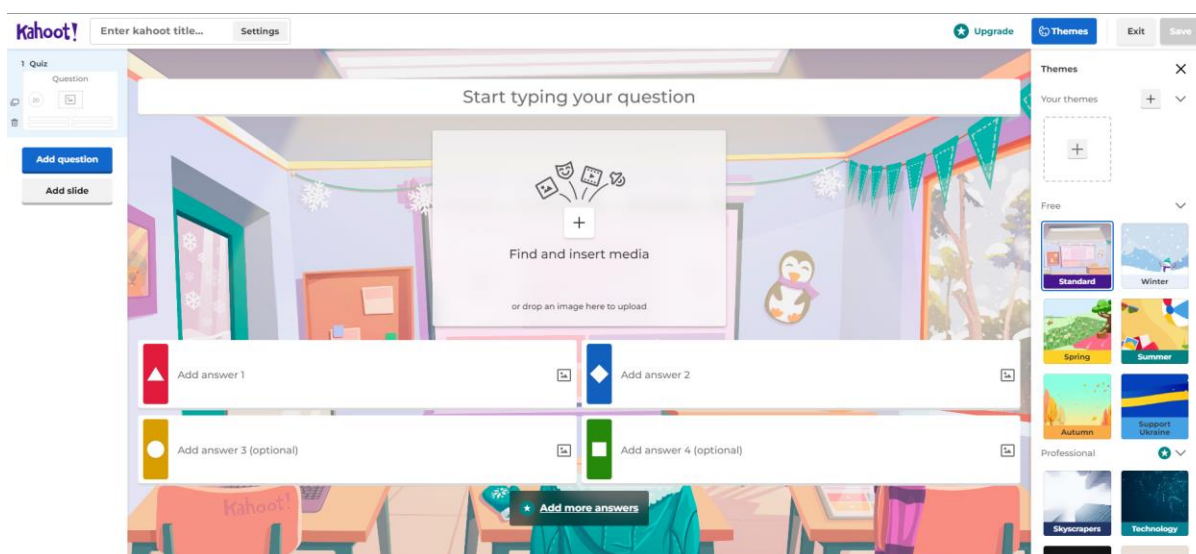 Kahoot!
Enter kahoot title...
Settings
Upgrade
Themes
Exit
Save
1 Quiz
Question
20
Add question
Add slide
Start typing your question
Find and insert media
or drop an image here to upload
Add answer 1
Add answer 2
Add answer 3 (optional)
Add answer 4 (optional)
Kahoot!
Add more answers
Themes
Your themes
Free
Standard
Winter
Spring
Summer
Autumn
Support
Ukraine
Professional
Skyscrapers
Technology